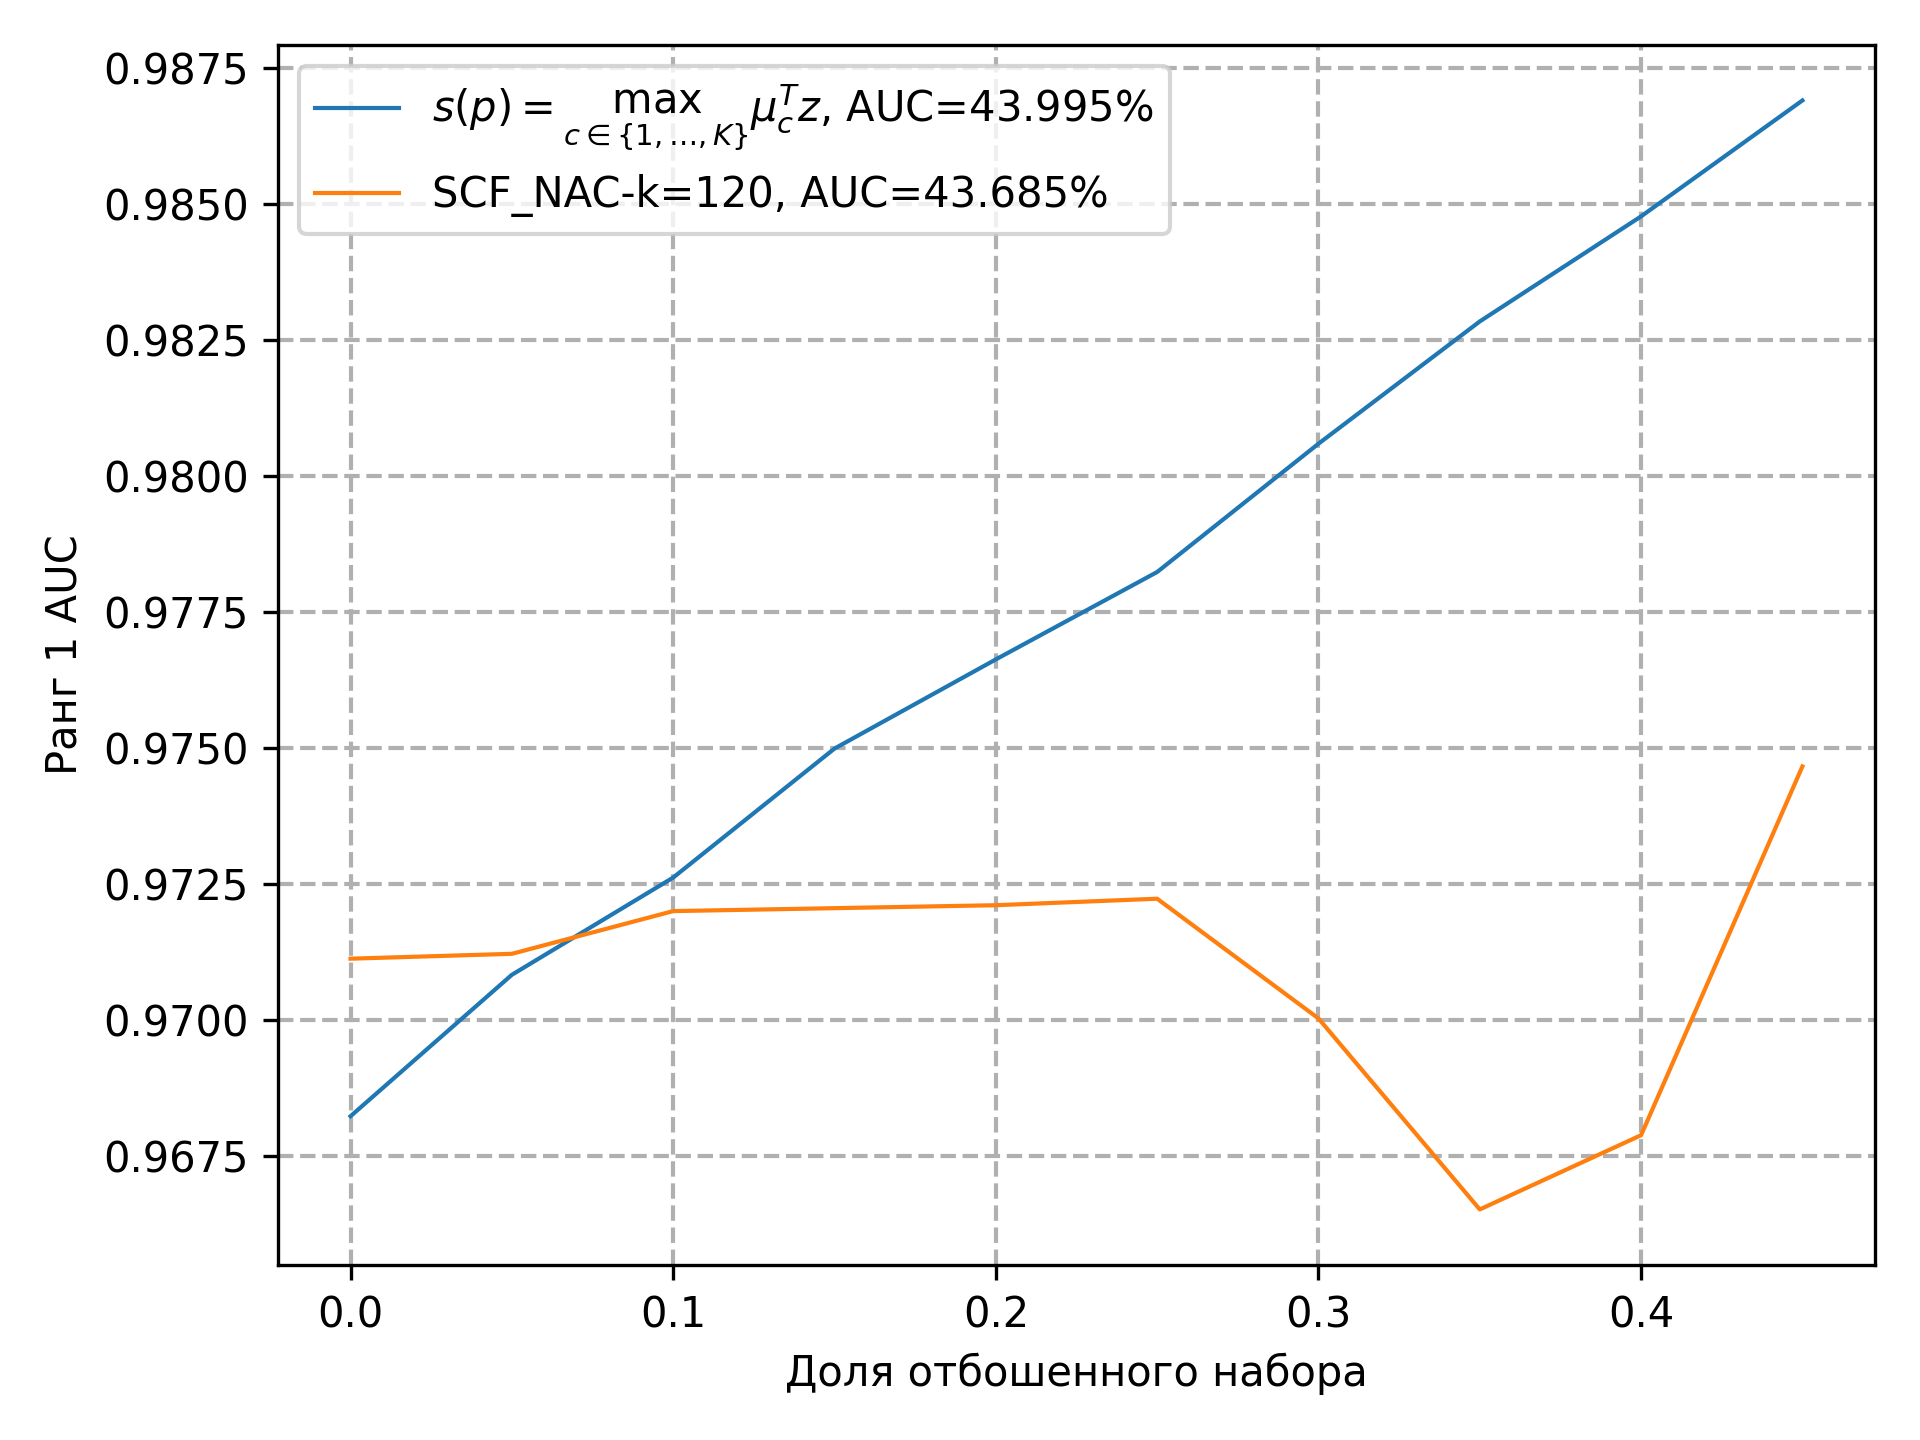 0.9875
0.9850
0.9825
0.9800
0.9775
0.9750
0.9725
0.9700
0.9675
Ранг 1 AUC
s(p) = max μ_c^T z, AUC=43.995%
c ∈ {1, ..., K}
SCF_NAC-k=120, AUC=43.685%
0.0 0.1 0.2 0.3 0.4
Доля отбошенного набора